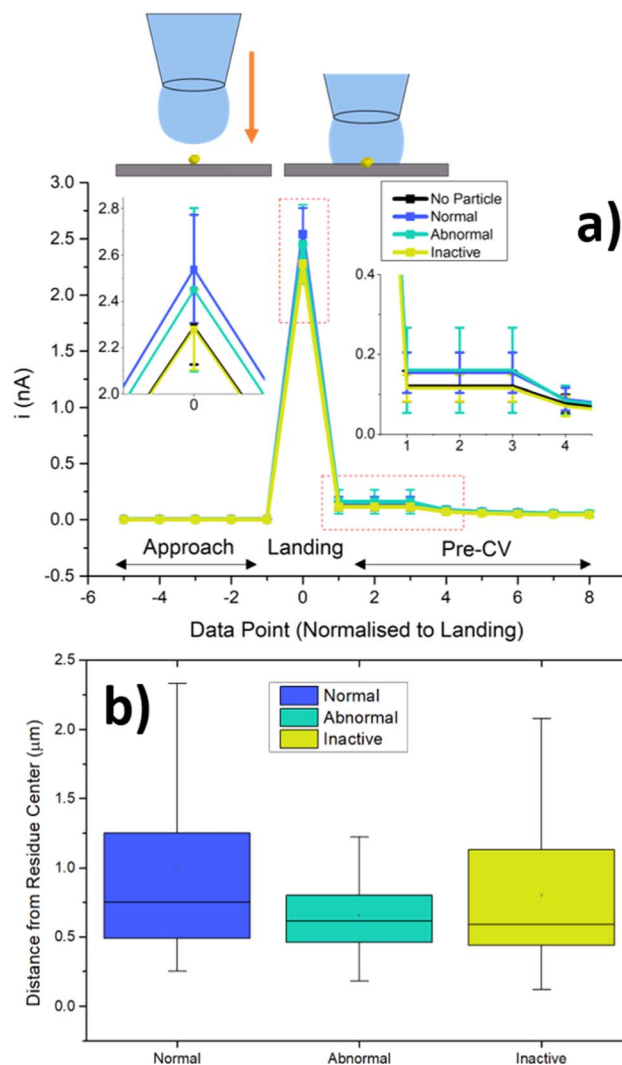 a)
No Particle
Normal
Abnormal
Inactive
3.0
2.5
2.0
1.5
1.0
0.5
0.0
-0.5
i (nA)
2.8
2.6
2.4
2.2
2.0
0
0.4
0.2
0.0
1 2 3 4
Approach Landing Pre-CV
-6 -4 -2 0 2 4 6 8
Data Point (Normalised to Landing)
b)
Normal
Abnormal
Inactive
2.5
2.0
1.5
1.0
0.5
0.0
Distance from Residue Center (μm)
Normal Abnormal Inactive